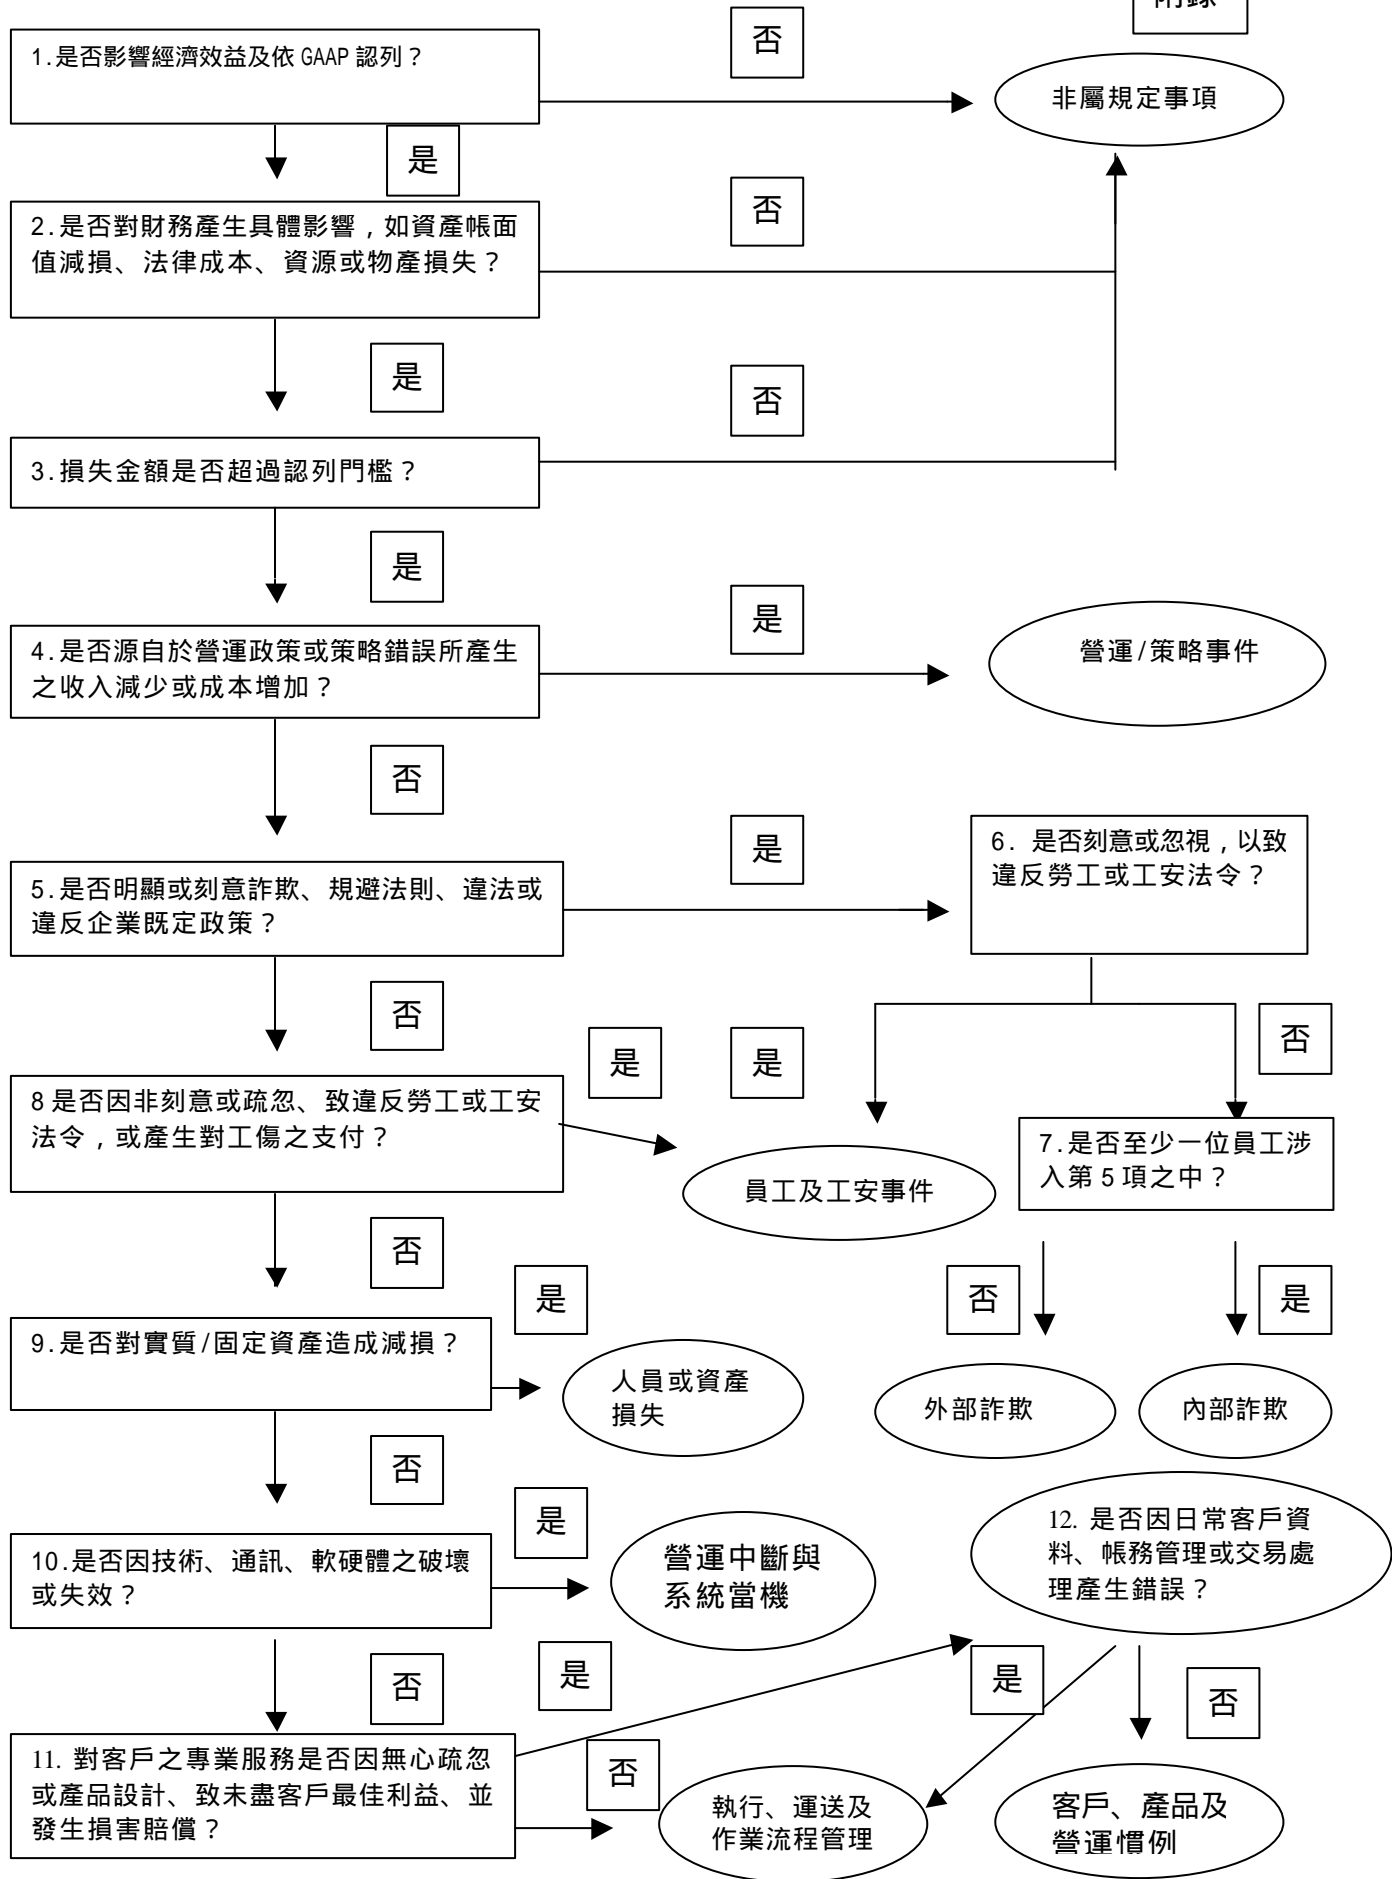 附錄
否
1.是否影響經濟效益及依 GAAP 認列？
非屬規定事項
是
否
2.是否對財務產生具體影響，如資產帳面
值減損、法律成本、資源或物產損失？
是
否
3.損失金額是否超過認列門檻？
是
是
4.是否源自於營運政策或策略錯誤所產生
之收入減少或成本增加？
營運/策略事件
否
是
6. 是否刻意或忽視，以致
違反勞工或工安法令？
5.是否明顯或刻意詐欺、規避法則、違法或
違反企業既定政策？
否
是
是
否
8是否因非刻意或疏忽、致違反勞工或工安
法令，或產生對工傷之支付？
7.是否至少一位員工涉
入第5項之中？
員工及工安事件
否
是
否
是
9.是否對實質/固定資產造成減損？
人員或資產
損失
外部詐欺
內部詐欺
否
是
12. 是否因日常客戶資
料、帳務管理或交易處
理產生錯誤？
10.是否因技術、通訊、軟硬體之破壞
或失效？
營運中斷與
系統當機
否
是
是
否
11. 對客戶之專業服務是否因無心疏忽
或產品設計、致未盡客戶最佳利益、並
發生損害賠償？
否
執行、運送及
作業流程管理
客戶、產品及
營運慣例